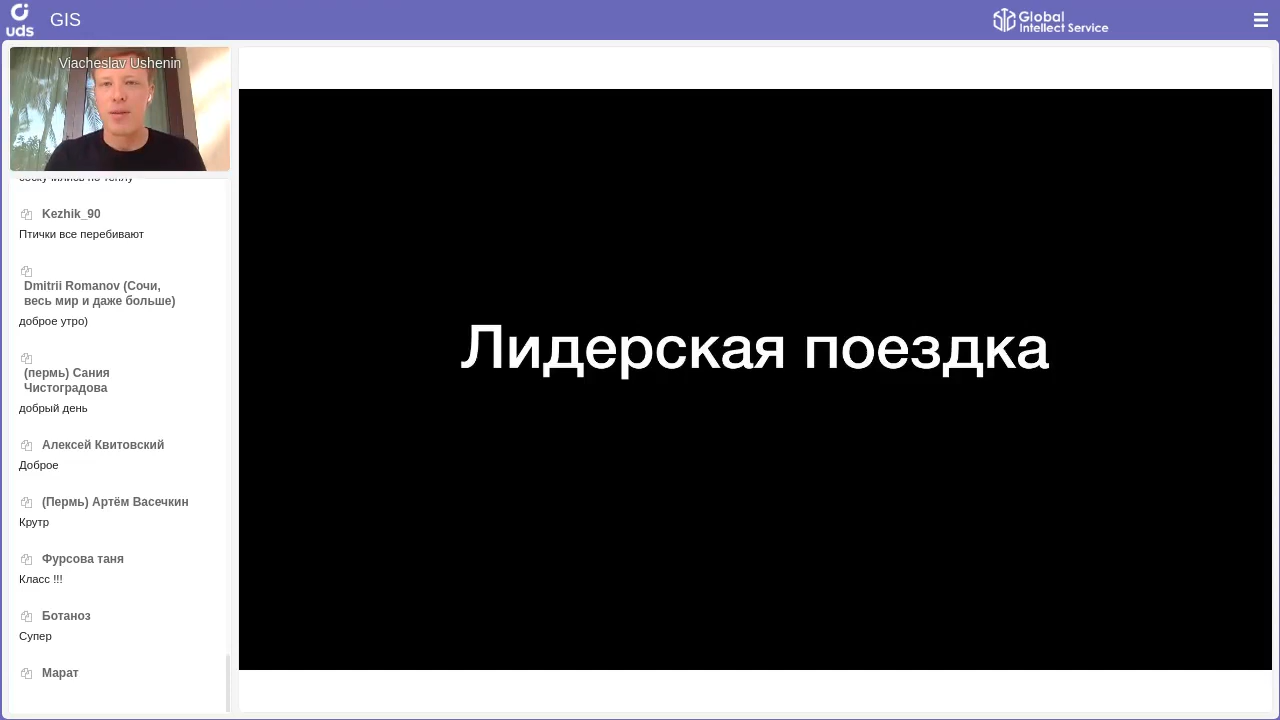 uds
GIS
Global
Intellect Service
Viacheslav Ushenin
Kezhik_90
Птички все перебивают
Dmitrii Romanov (Сочи,
весь мир и даже больше)
доброе утро)
(пермь) Сания
Чистоградова
добрый день
Алексей Квитовский
Доброе
(Пермь) Артём Васечкин
Крутр
Фурсова таня
Класс !!!
Ботаноз
Супер
Марат
Лидерская поездка